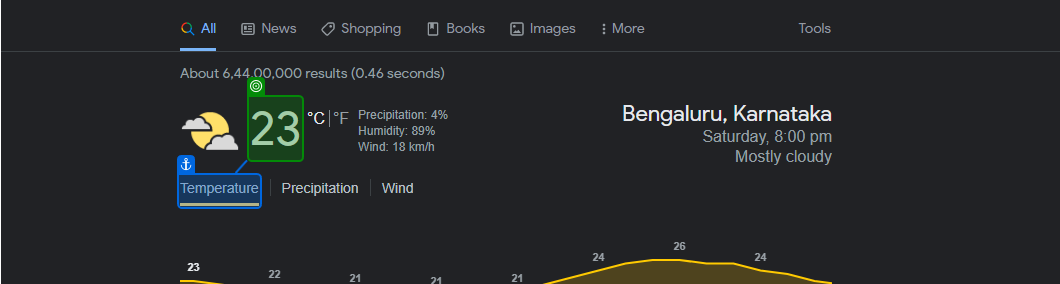 All News Shopping Books Images More Tools
About 6,44,00,000 results (0.46 seconds)
23 °C | °F
Precipitation: 4%
Humidity: 89%
Wind: 18 km/h
Bengaluru, Karnataka
Saturday, 8:00 pm
Mostly cloudy
Temperature | Precipitation | Wind
23 22 21 21 21 24 26 24